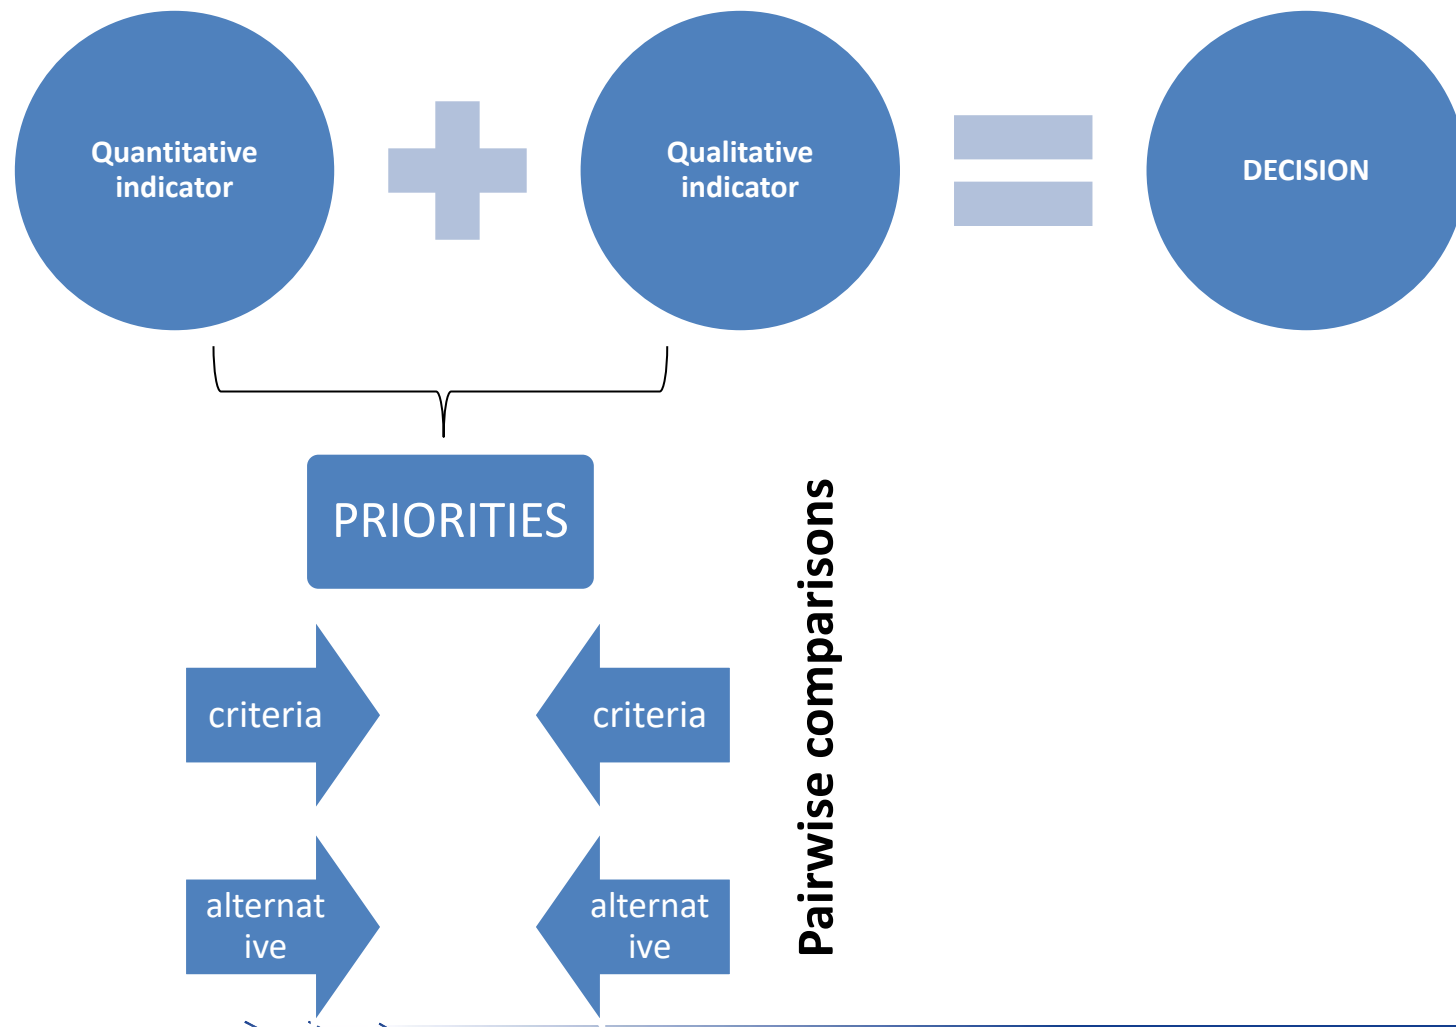 Quantitative
indicator
Qualitative
indicator
DECISION
PRIORITIES
criteria
criteria
alternat
ive
alternat
ive
Pairwise comparisons